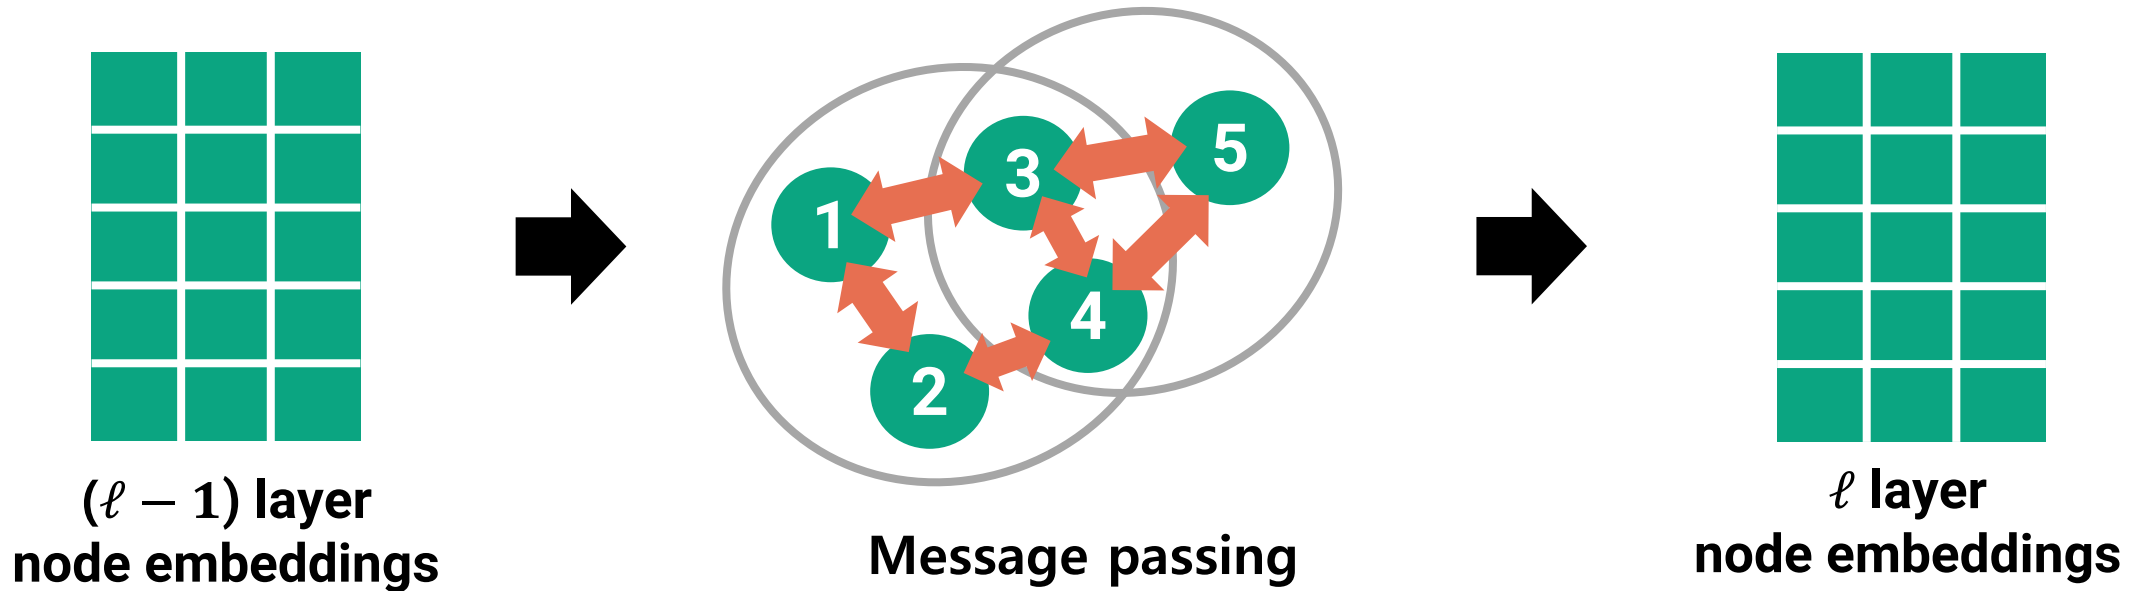 1
3
5
2
4
(ℓ − 1) layer
node embeddings
Message passing
ℓ layer
node embeddings